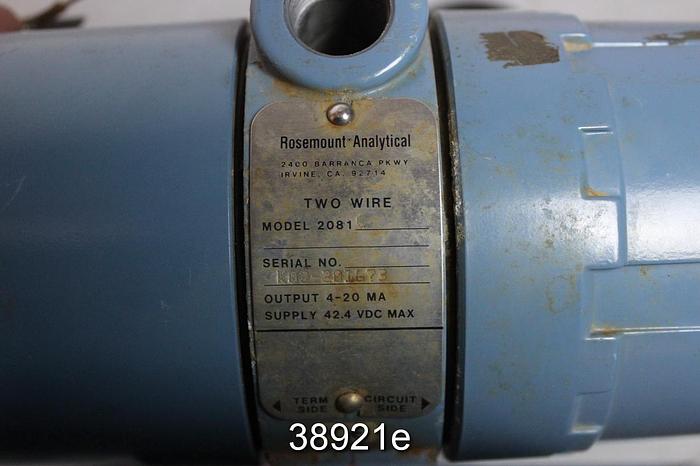 Rosemount Analytical
2400 BARRANCA PKWY
IRVINE, CA. 92714
TWO WIRE
MODEL 2081
SERIAL NO.
OUTPUT 4-20 MA
SUPPLY 42.4 VDC MAX
TERM SIDE
CIRCUIT SIDE
38921e